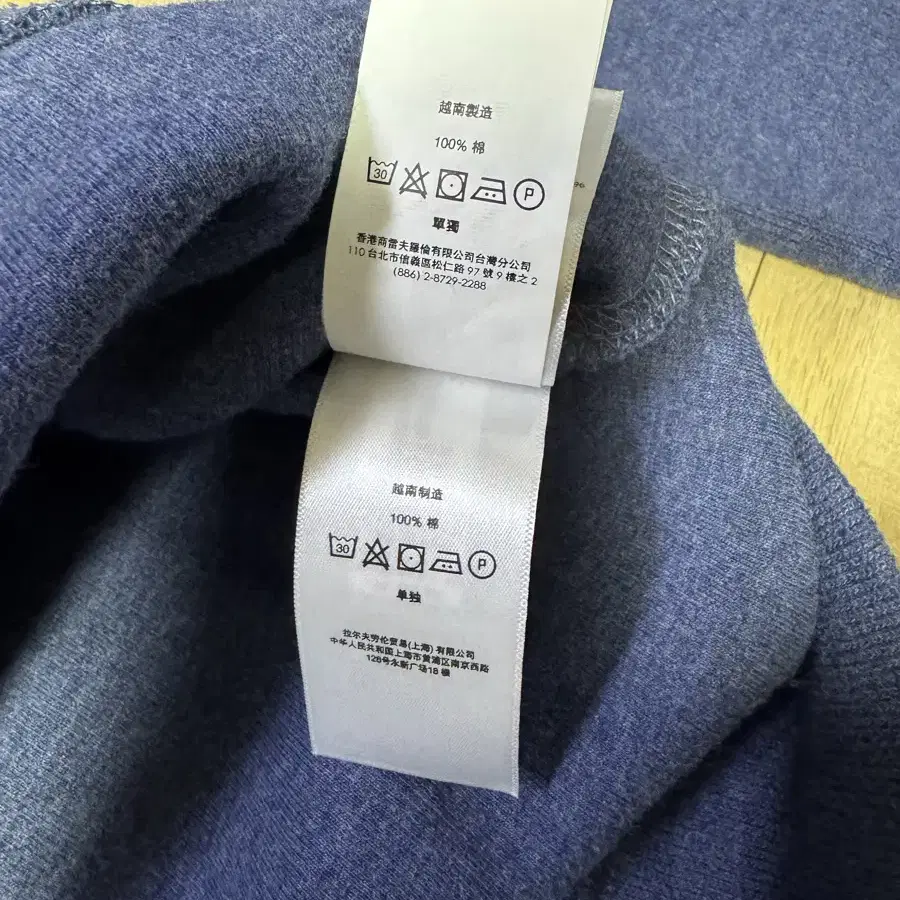 越南製造
100% 棉
30 P
單獨
香港商雷夫羅倫有限公司台灣分公司
110 台北市信義區松仁路 97 號 9 樓之 2
(886) 2-8729-2288
越南制造
100% 棉
30 P
单独
拉尔夫劳伦贸易(上海) 有限公司
中华人民共和国上海市黄浦区南京西路
128号永新广场18 楼